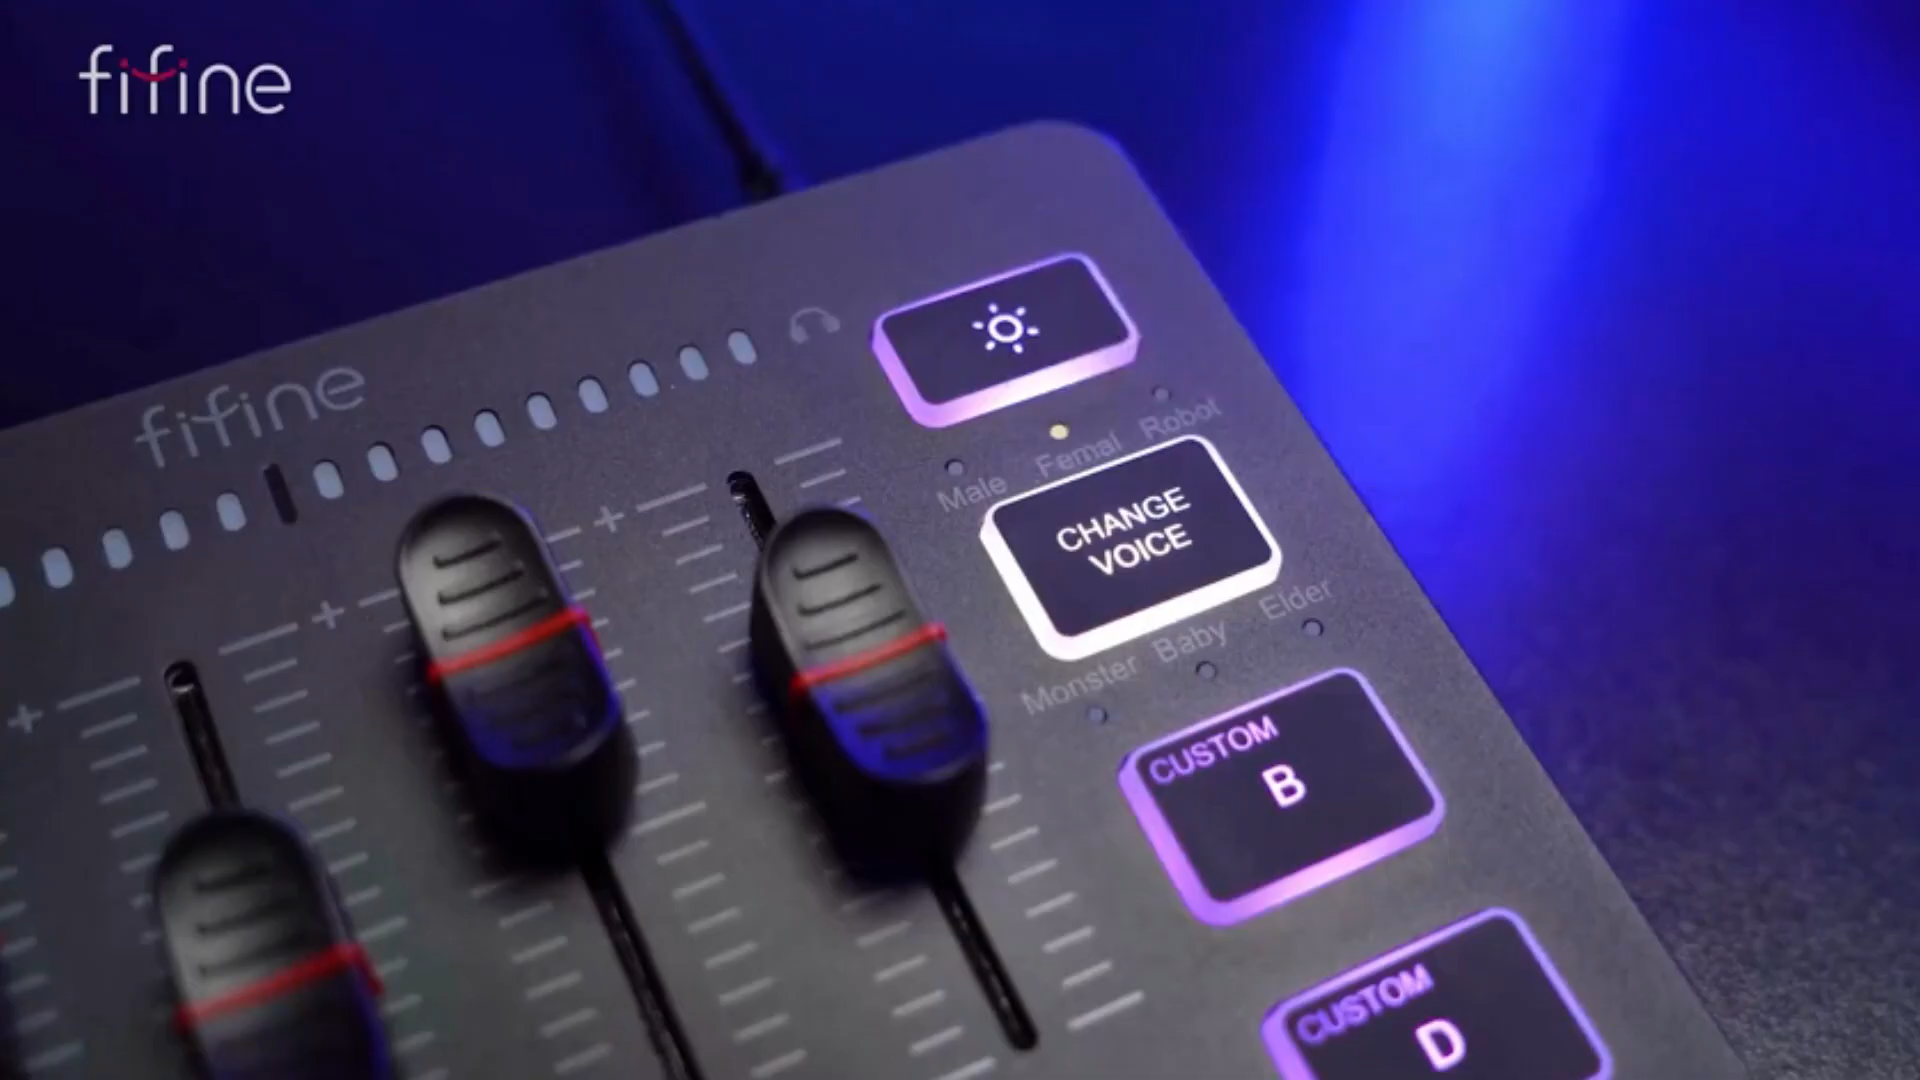 fifine
fifine
Male Femal Robot
CHANGE
VOICE
Monster Baby Elder
CUSTOM
B
CUSTOM
D
+
+
+